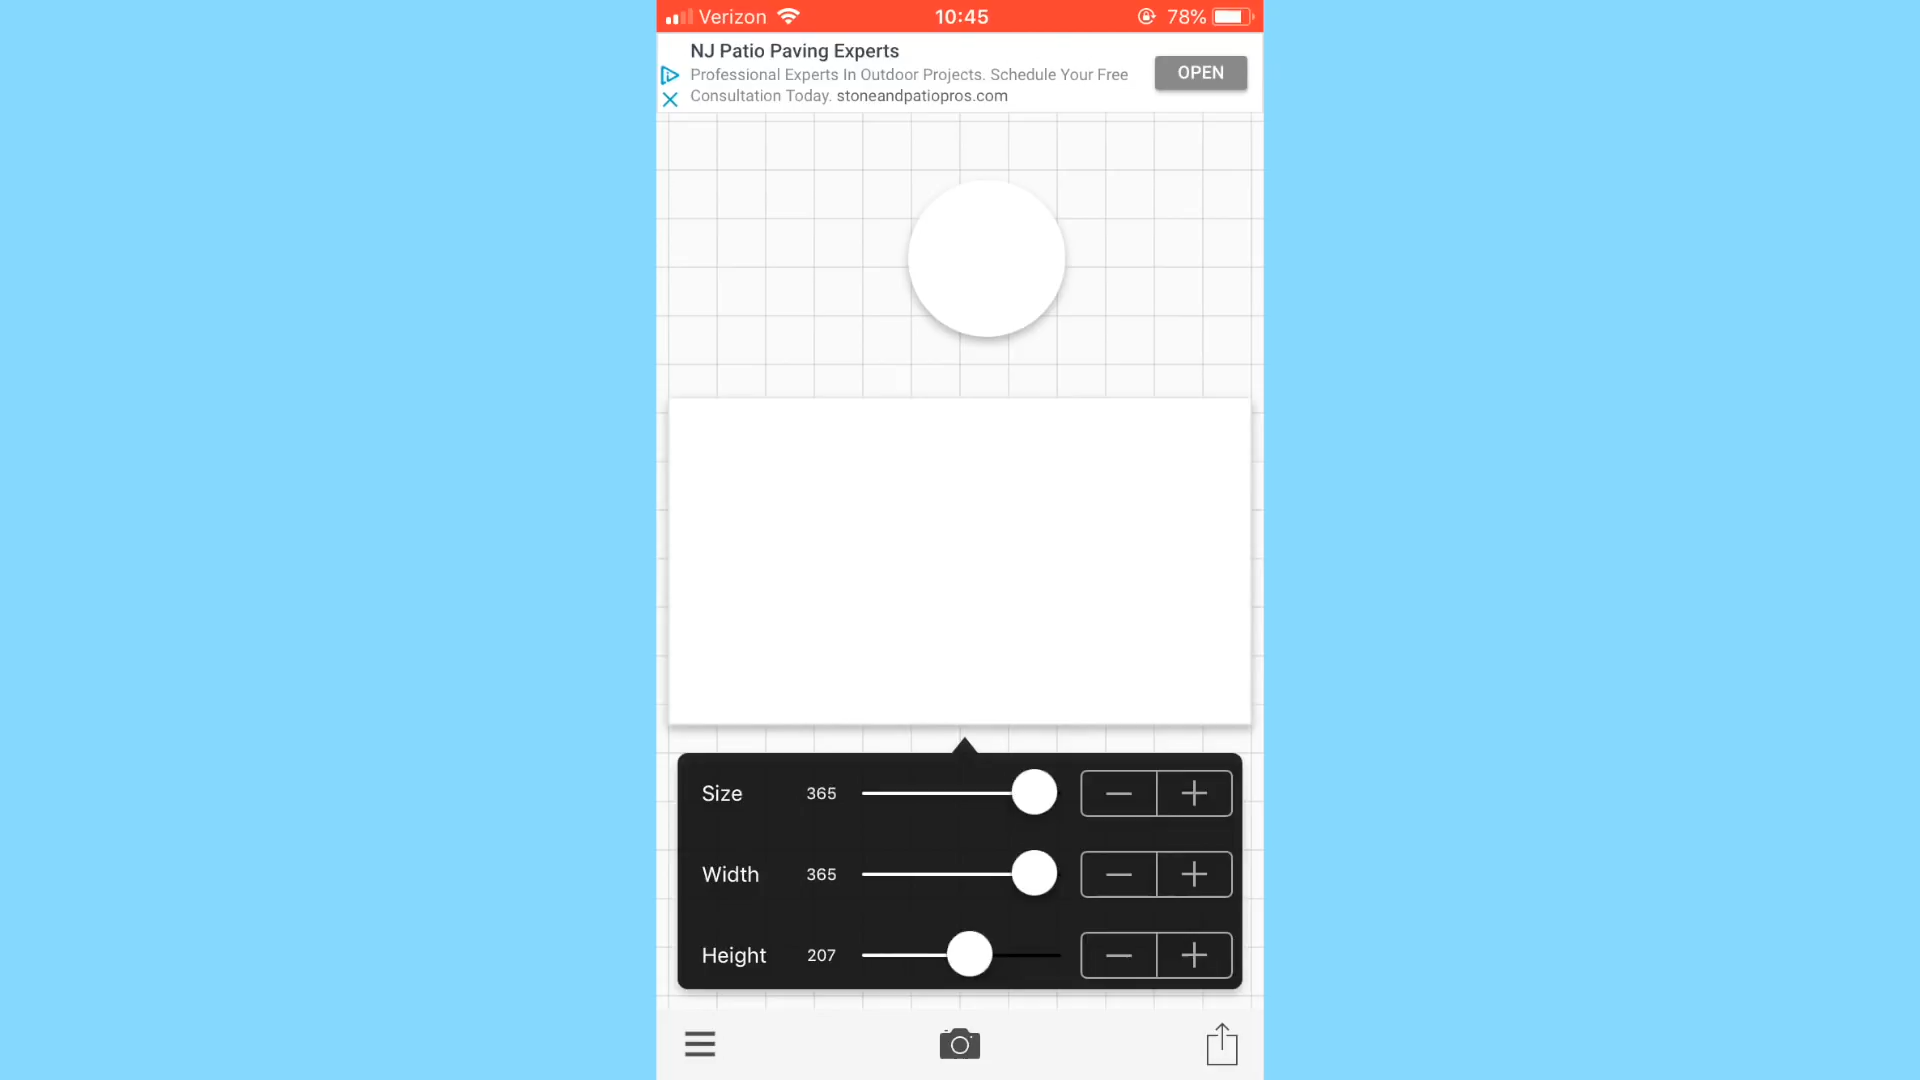 Verizon 10:45 78%
NJ Patio Paving Experts
Professional Experts In Outdoor Projects. Schedule Your Free
Consultation Today. stoneandpatiopros.com
OPEN
Size 365
Width 365
Height 207